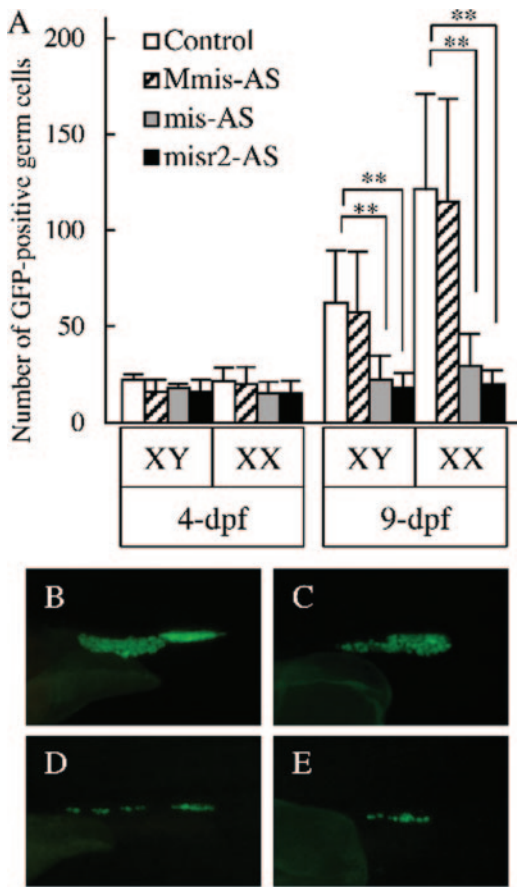 A
Number of GFP-positive germ cells
200
150
100
50
0
Control
Mmis-AS
mis-AS
misr2-AS
**
**
**
**
XY
XX
XY
XX
4-dpf
9-dpf
B
C
D
E